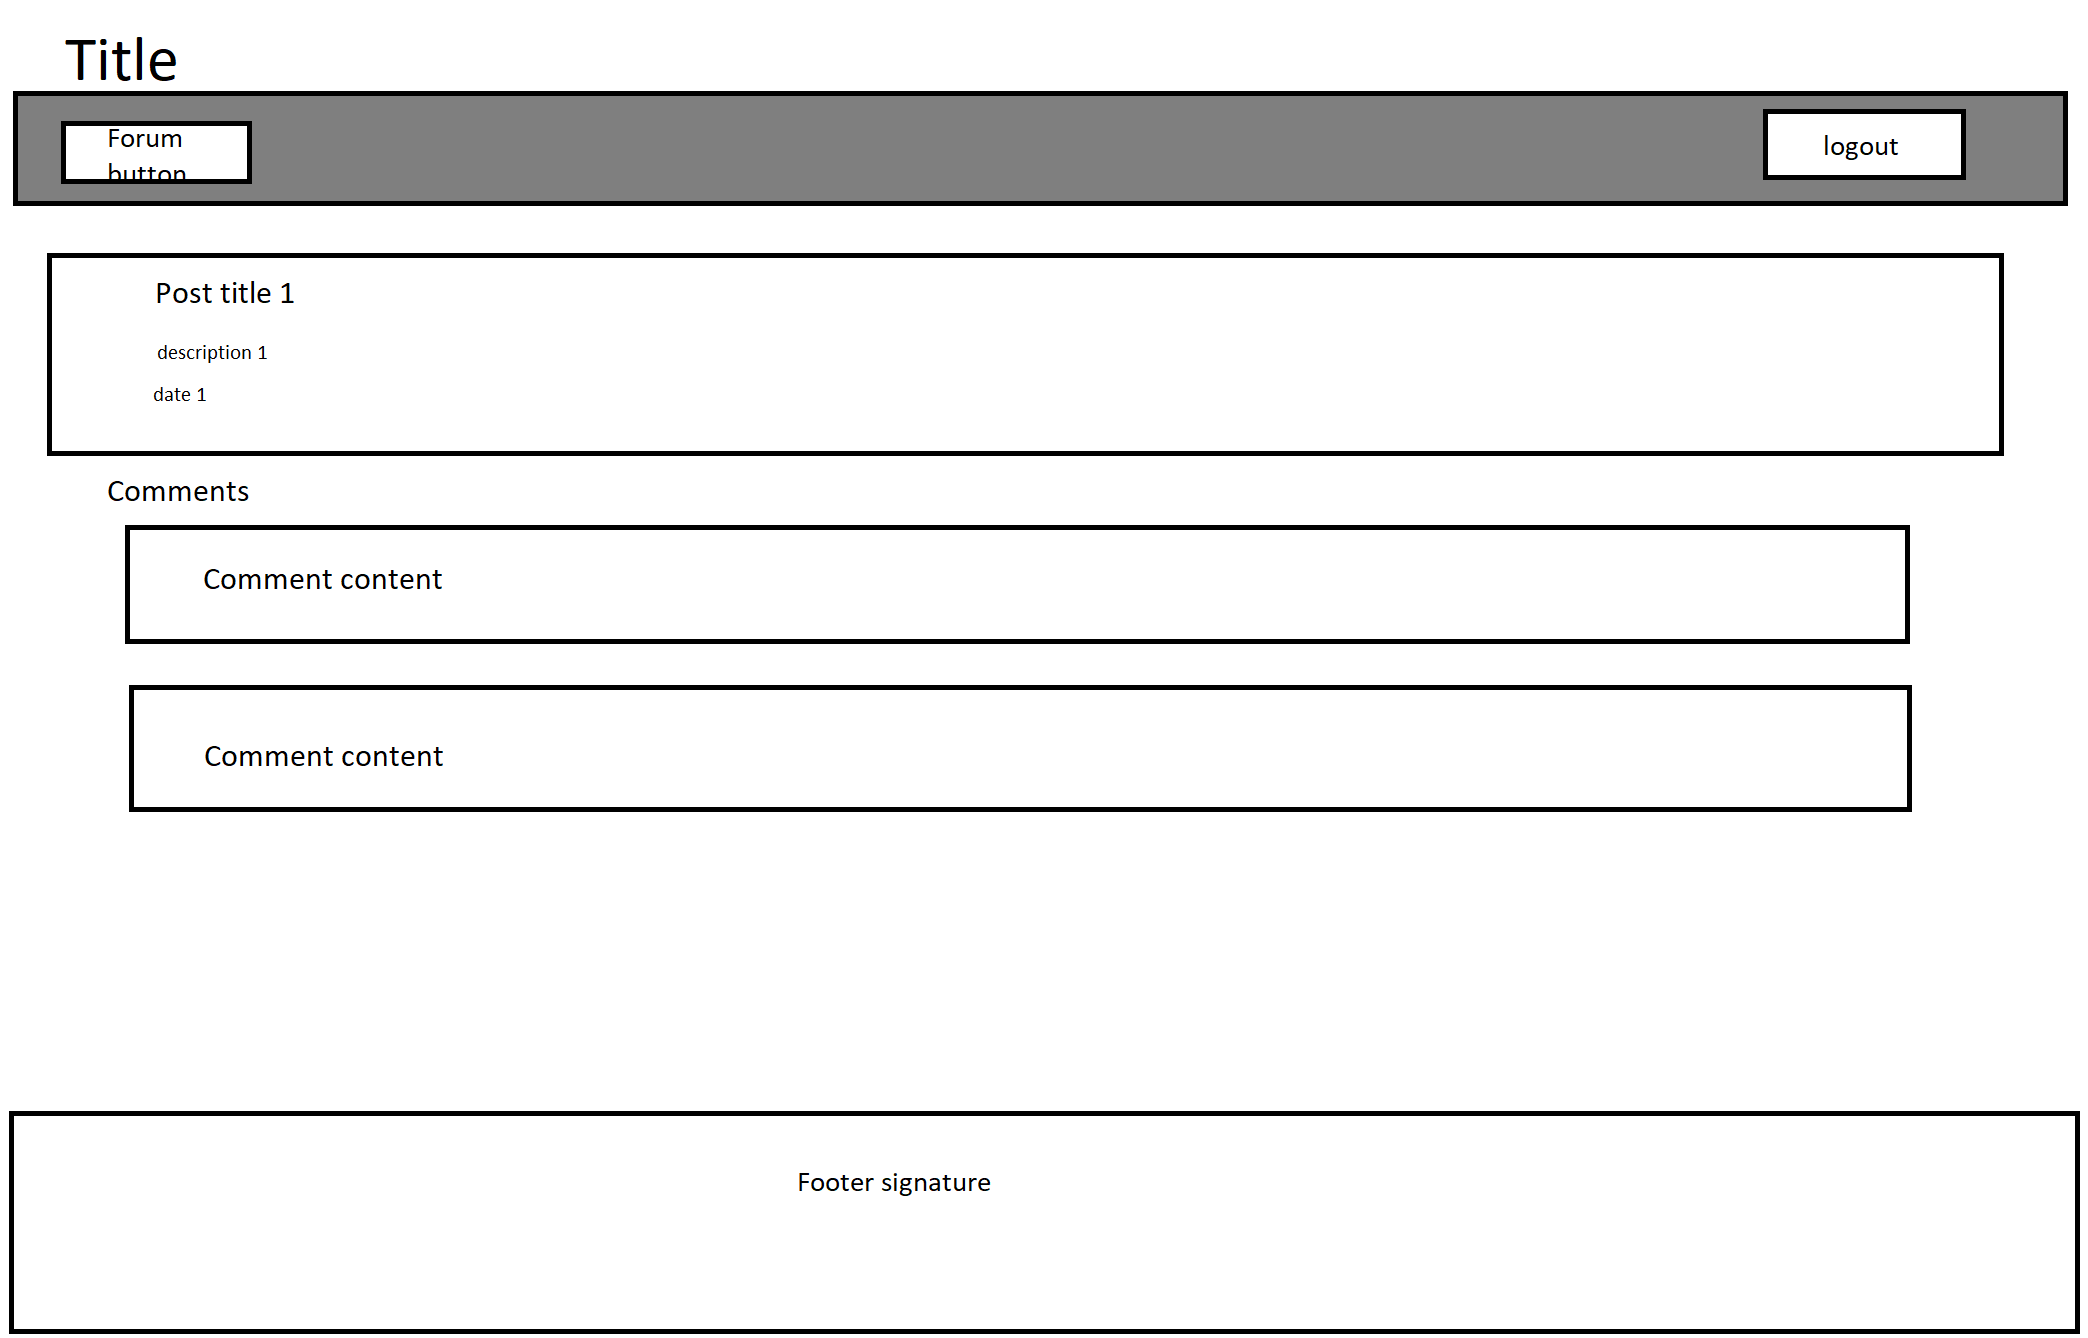 Title
Forum
button
logout
Post title 1
description 1
date 1
Comments
Comment content
Comment content
Footer signature